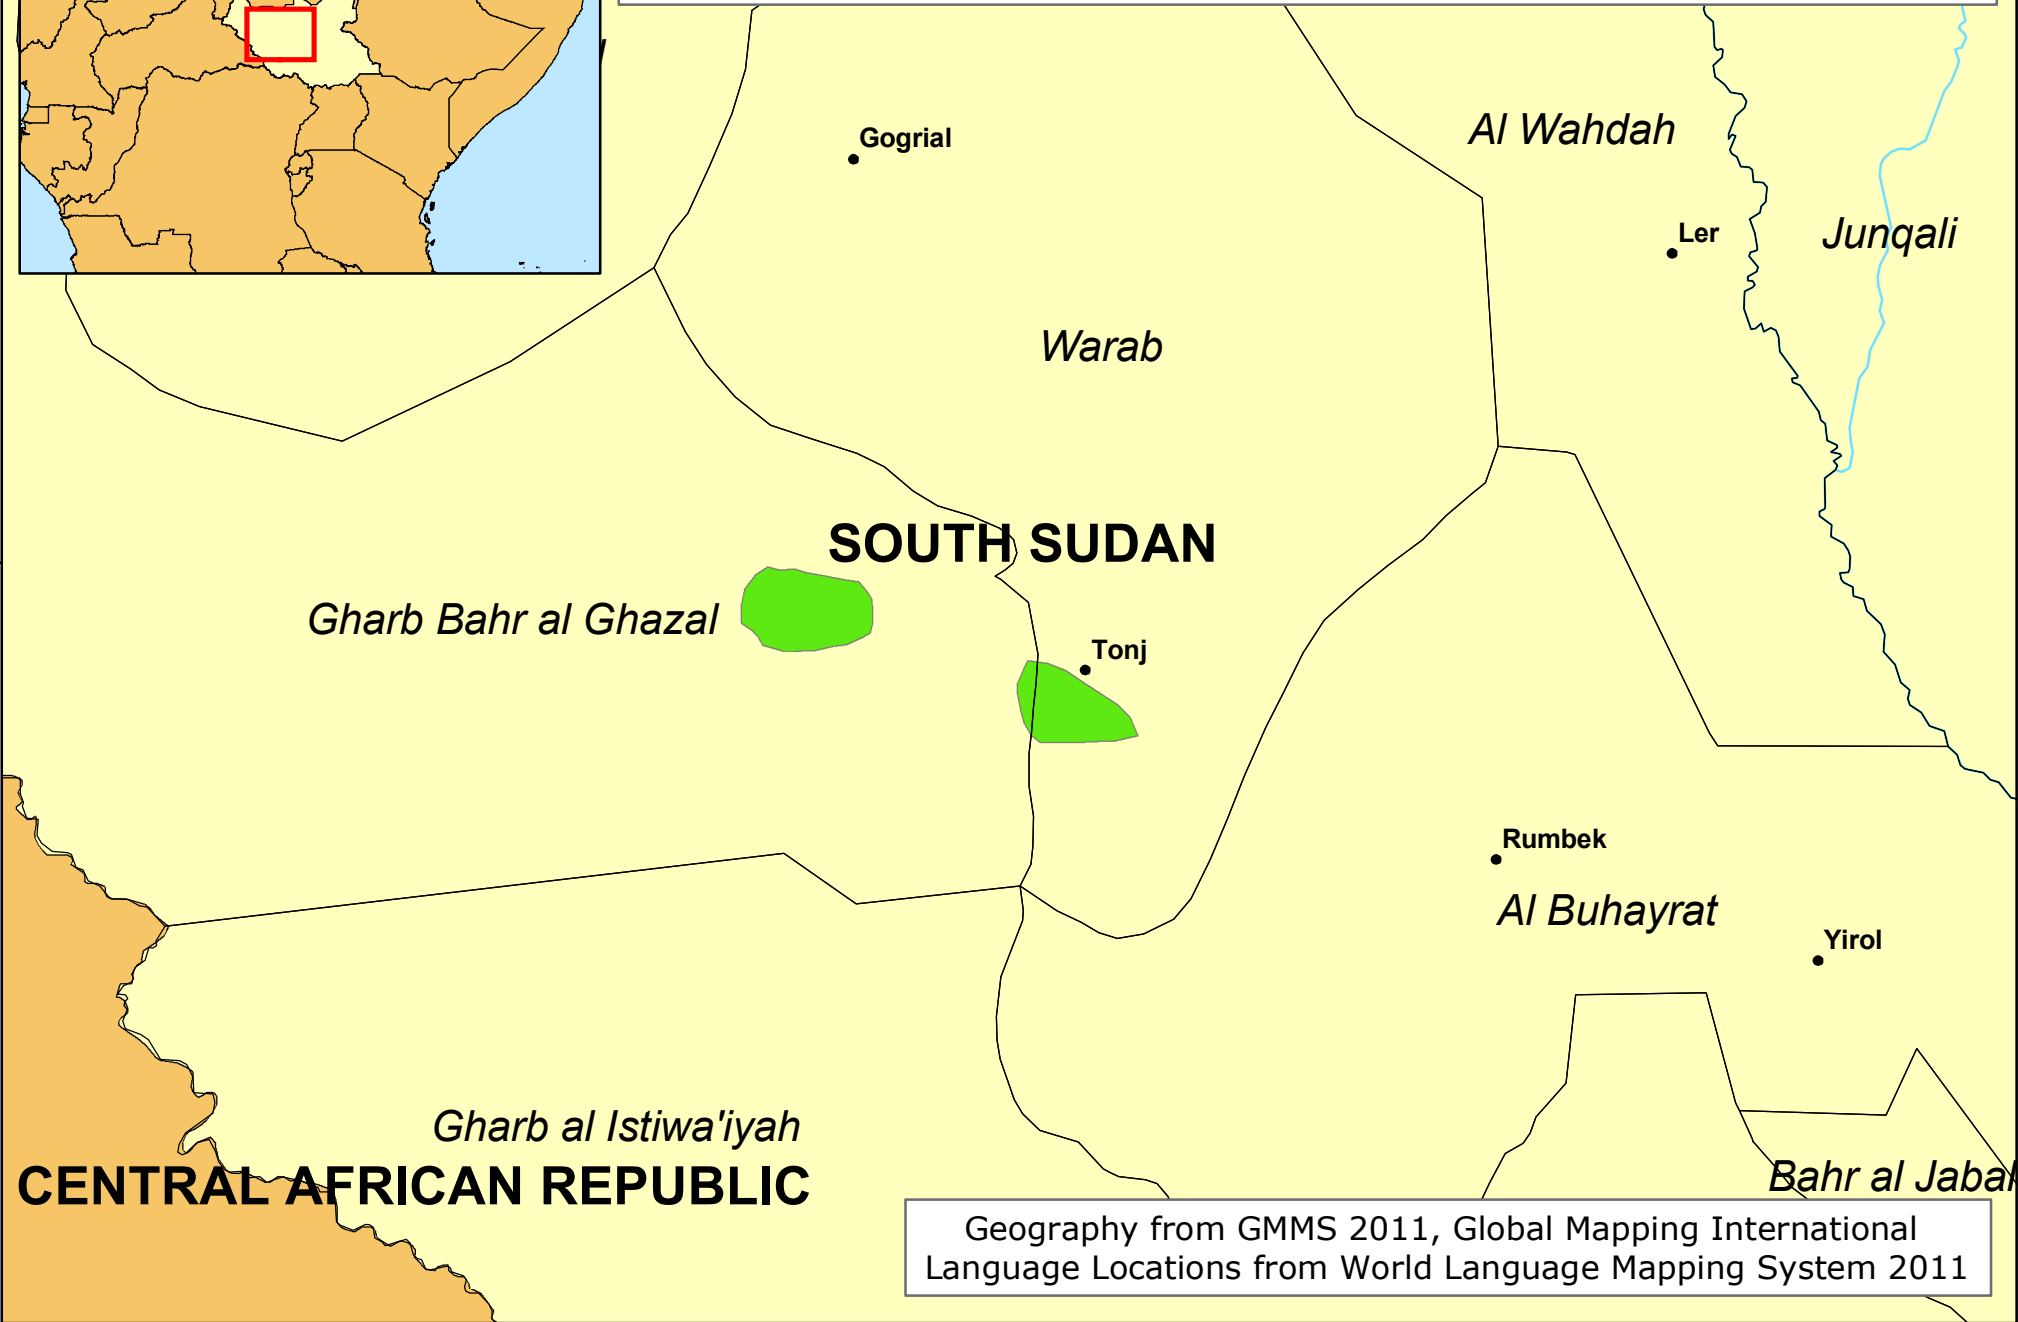 Gogrial
Al Wahdah
Ler
Junqali
Warab
SOUTH SUDAN
Gharb Bahr al Ghazal
Tonj
Rumbek
Al Buhayrat
Yirol
Gharb al Istiwa'iyah
CENTRAL AFRICAN REPUBLIC
Bahr al Jabal
Geography from GMMS 2011, Global Mapping International
Language Locations from World Language Mapping System 2011